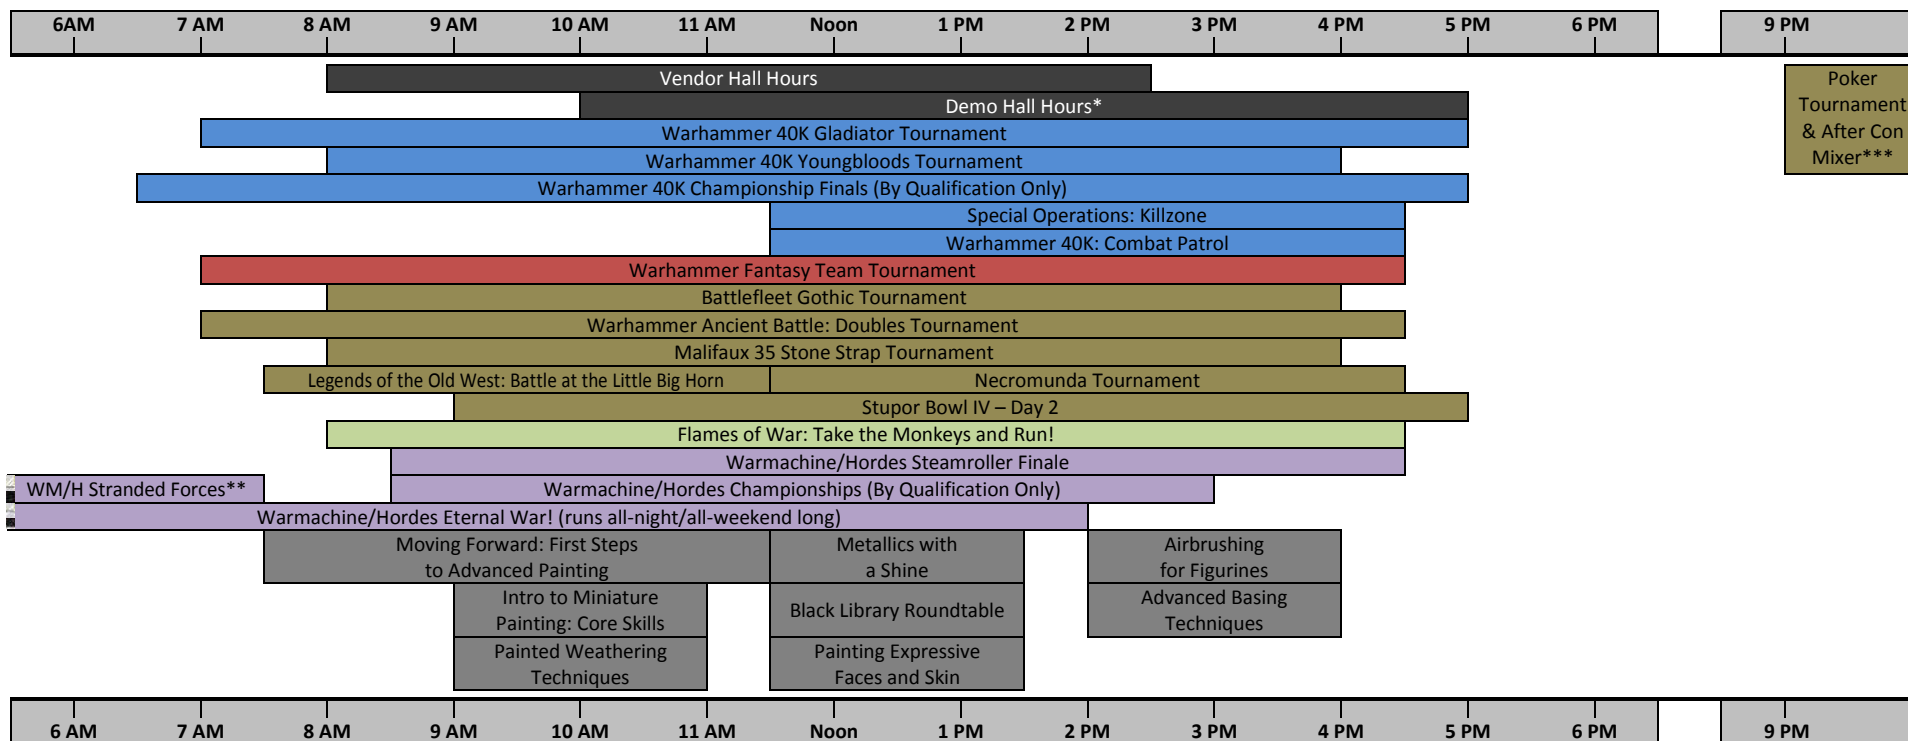 6AM 7 AM 8 AM 9 AM 10 AM 11 AM Noon 1 PM 2 PM 3 PM 4 PM 5 PM 6 PM 9 PM
Vendor Hall Hours
Poker
Tournament
& After Con
Mixer***
Demo Hall Hours*
Warhammer 40K Gladiator Tournament
Warhammer 40K Youngbloods Tournament
Warhammer 40K Championship Finals (By Qualification Only)
Special Operations: Killzone
Warhammer 40K: Combat Patrol
Warhammer Fantasy Team Tournament
Battlefleet Gothic Tournament
Warhammer Ancient Battle: Doubles Tournament
Malifaux 35 Stone Strap Tournament
Legends of the Old West: Battle at the Little Big Horn
Necromunda Tournament
Stupor Bowl IV – Day 2
Flames of War: Take the Monkeys and Run!
Warmachine/Hordes Steamroller Finale
WM/H Stranded Forces**
Warmachine/Hordes Championships (By Qualification Only)
Warmachine/Hordes Eternal War! (runs all-night/all-weekend long)
Moving Forward: First Steps
to Advanced Painting
Metallics with
a Shine
Airbrushing
for Figurines
Intro to Miniature
Painting: Core Skills
Black Library Roundtable
Advanced Basing
Techniques
Painted Weathering
Techniques
Painting Expressive
Faces and Skin
6 AM 7 AM 8 AM 9 AM 10 AM 11 AM Noon 1 PM 2 PM 3 PM 4 PM 5 PM 6 PM 9 PM